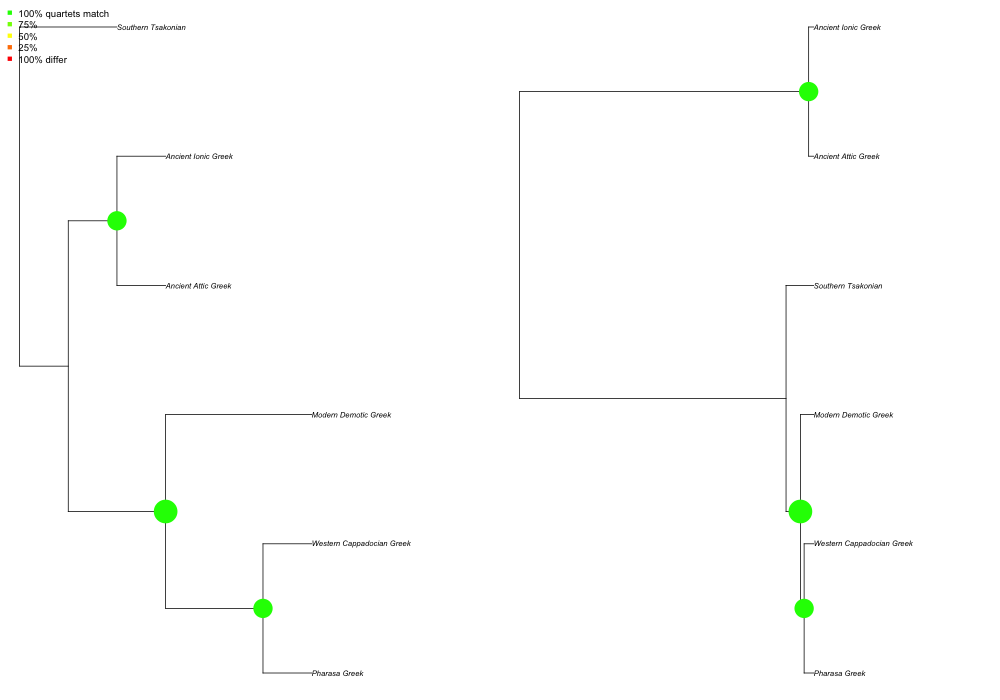 100% quartets match
75%
50%
25%
100% differ
Southern Tsakonian
Ancient Ionic Greek
Ancient Attic Greek
Modern Demotic Greek
Western Cappadocian Greek
Pharasa Greek
Ancient Ionic Greek
Ancient Attic Greek
Southern Tsakonian
Modern Demotic Greek
Western Cappadocian Greek
Pharasa Greek